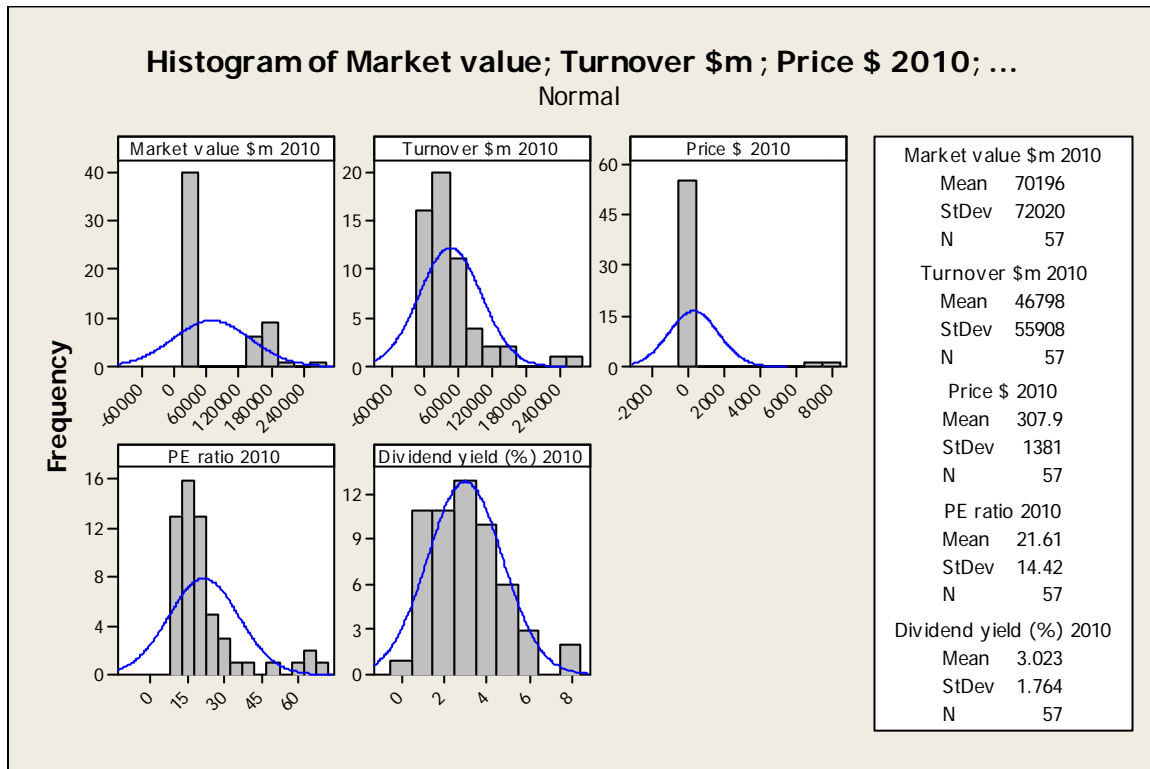 Histogram of Market value; Turnover $m ; Price $ 2010; ...
Normal
Market value $m 2010
Turnover $m 2010
Price $ 2010
40
30
20
10
0
-60000 0 60000 120000 180000 240000
20
15
10
5
0
-60000 0 60000 120000 180000 240000
60
45
30
15
0
-2000 0 2000 4000 6000 8000
Frequency
PE ratio 2010
Dividend yield (%) 2010
16
12
8
4
0
0 15 30 45 60
12
9
6
3
0
0 2 4 6 8
Market value $m 2010
Mean 70196
StDev 72020
N 57
Turnover $m 2010
Mean 46798
StDev 55908
N 57
Price $ 2010
Mean 307.9
StDev 1381
N 57
PE ratio 2010
Mean 21.61
StDev 14.42
N 57
Dividend yield (%) 2010
Mean 3.023
StDev 1.764
N 57